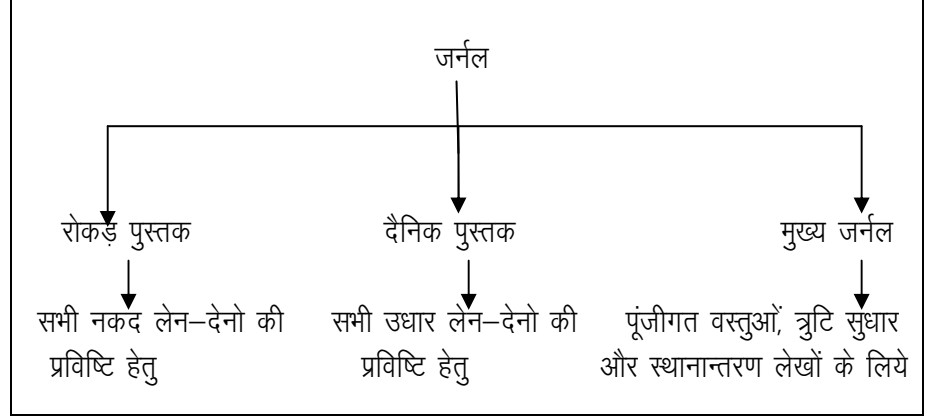 जर्नल
रोकड़ पुस्तक
दैनिक पुस्तक
मुख्य जर्नल
सभी नकद लेन–देनो की
प्रविष्टि हेतु
सभी उधार लेन–देनो की
प्रविष्टि हेतु
पूंजीगत वस्तुओं, त्रुटि सुधार
और स्थानान्तरण लेखों के लिये